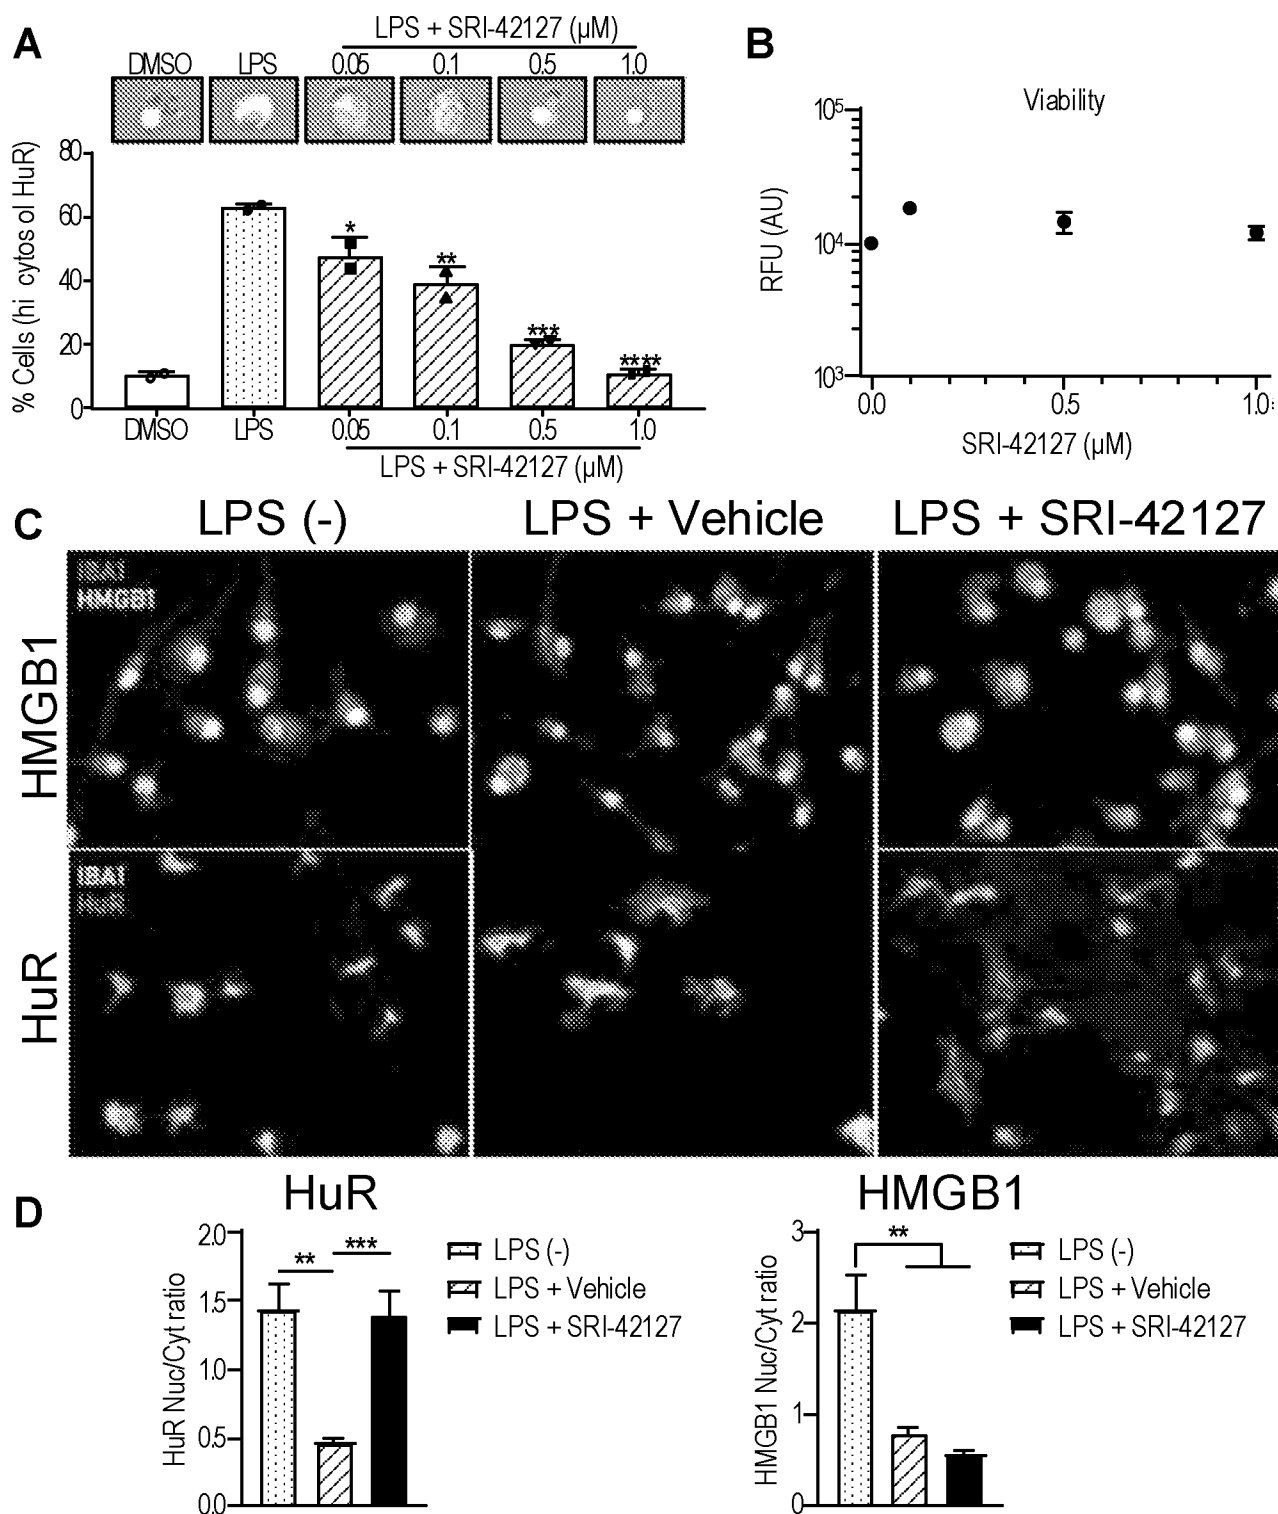 A
LPS + SRI-42127 (µM)
DMSO LPS 0.05 0.1 0.5 1.0
% Cells (hi cytosol HuR)
80
60
40
20
0
*
**
***
****
DMSO LPS 0.05 0.1 0.5 1.0
LPS + SRI-42127 (µM)
B
Viability
RFU (AU)
10⁵
10⁴
10³
0.0 0.5 1.0
SRI-42127 (µM)
C
LPS (-) LPS + Vehicle LPS + SRI-42127
HMGB1
IBA1
HMGB1
HuR
IBA1
HuR
D
HuR
HuR Nuc/Cyt ratio
2.0
1.5
1.0
0.5
0.0
** ***
LPS (-)
LPS + Vehicle
LPS + SRI-42127
HMGB1
HMGB1 Nuc/Cyt ratio
3
2
1
0
**
LPS (-)
LPS + Vehicle
LPS + SRI-42127